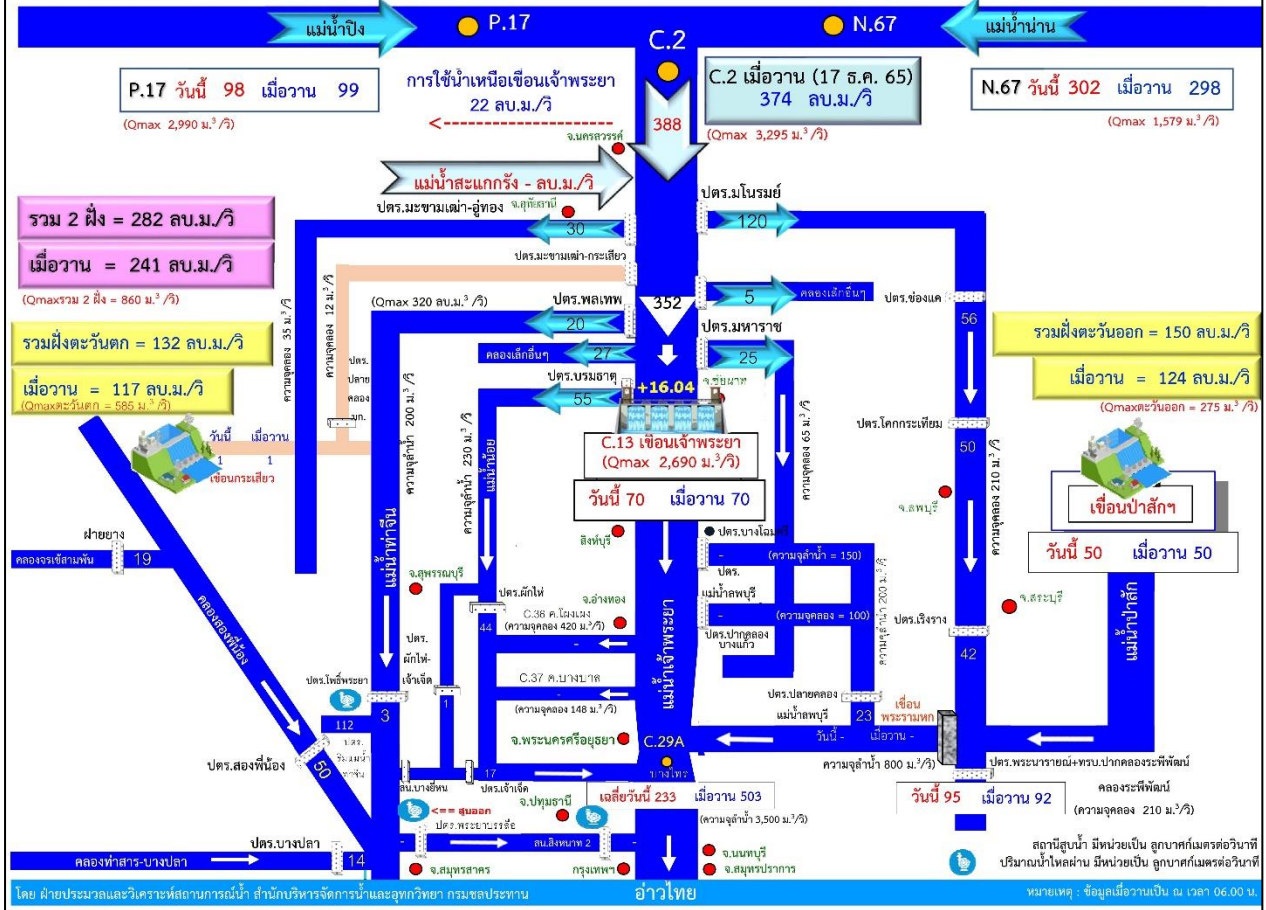 แม่น้ำปิง
P.17
C.2
N.67
แม่น้ำน่าน
P.17 วันนี้ 98 เมื่อวาน 99
(Qmax 2,990 ม.³/วิ)
การใช้น้ำเหนือเขื่อนเจ้าพระยา
22 ลบ.ม./วิ
จ.นครสวรรค์
388
C.2 เมื่อวาน (17 ธ.ค. 65)
374 ลบ.ม./วิ
(Qmax 3,295 ม.³/วิ)
N.67 วันนี้ 302 เมื่อวาน 298
(Qmax 1,579 ม.³/วิ)
แม่น้ำสะแกกรัง - ลบ.ม./วิ
รวม 2 ฝั่ง = 282 ลบ.ม./วิ
เมื่อวาน = 241 ลบ.ม./วิ
(Qmaxรวม 2 ฝั่ง = 860 ม.³/วิ)
ปตร.มะขามเฒ่า-อู่ทอง
จ.อุทัยธานี
30
ปตร.มโนรมย์
120
ปตร.มะขามเฒ่า-กระเสียว
ความจุคลอง 35 ม.³/วิ
ความจุคลอง 12 ม.³/วิ
(Qmax 320 ลบ.ม.³/วิ)
ปตร.พลเทพ
20
352
5
คลองเล็กอื่นๆ
ปตร.ช่องแค
56
รวมฝั่งตะวันตก = 132 ลบ.ม./วิ
เมื่อวาน = 117 ลบ.ม./วิ
(Qmaxตะวันตก = 585 ม.³/วิ)
รวมฝั่งตะวันออก = 150 ลบ.ม./วิ
เมื่อวาน = 124 ลบ.ม./วิ
(Qmaxตะวันออก = 275 ม.³/วิ)
คลองเล็กอื่นๆ
27
ปตร.มหาราช
25
จ.ชัยนาท
ปตร.
ปลาย
คลอง
มก.
ปตร.บรมธาตุ
55
+16.04
C.13 เขื่อนเจ้าพระยา
(Qmax 2,690 ม.³/วิ)
วันนี้ 70 เมื่อวาน 70
ความจุลำน้ำ 200 ม.³/วิ
ความจุลำน้ำ 230 ม.³/วิ
แม่น้ำน้อย
ความจุคลอง 65 ม.³/วิ
ปตร.โคกกระเทียม
50
ความจุคลอง 210 ม.³/วิ
จ.ลพบุรี
วันนี้ เมื่อวาน
1 1
เขื่อนกระเสียว
เขื่อนป่าสักฯ
วันนี้ 50 เมื่อวาน 50
ฝายยาง
คลองจรเข้สามพัน
19
คลองสองพี่น้อง
แม่น้ำท่าจีน
จ.สุพรรณบุรี
สิงห์บุรี
ปตร.บางโฉมศรี
-
(ความจุลำน้ำ = 150)
ปตร.
แม่น้ำลพบุรี
-
(ความจุคลอง = 100)
ปตร.ปากคลอง
บางแก้ว
ความจุลำน้ำ 200 ม.³/วิ
จ.สระบุรี
ปตร.เริงราง
42
แม่น้ำป่าสัก
ปตร.ผักไห่
44
จ.อ่างทอง
C.36 ค.โผงเผง
(ความจุคลอง 420 ม.³/วิ)
-
แม่น้ำเจ้าพระยา
ปตร.
ผักไห่-
เจ้าเจ็ด
1
C.37 ค.บางบาล
-
(ความจุคลอง 148 ม.³/วิ)
ปตร.โพธิ์พระยา
3
112
ปตร.สองพี่น้อง
50
ปตร.ปลายคลอง
แม่น้ำลพบุรี
23
เขื่อน
พระรามหก
วันนี้ - เมื่อวาน -
ความจุลำน้ำ 800 ม.³/วิ
จ.พระนครศรีอยุธยา
C.29A
บางไทร
สน.บางยี่หน
17
ปตร.เจ้าเจ็ด
เฉลี่ยวันนี้ 233 เมื่อวาน 503
(ความจุลำน้ำ 3,500 ม.³/วิ)
ปตร.พระนารายณ์+ทรบ.ปากคลองระพีพัฒน์
วันนี้ 95 เมื่อวาน 92
คลองระพีพัฒน์
(ความจุคลอง 210 ม.³/วิ)
<== สูบออก
จ.ปทุมธานี
ปตร.พระยาบรรลือ
-
สน.สิงหนาท 2
-
ปตร.บางปลา
คลองท่าสาร-บางปลา
14
จ.สมุทรสาคร
กรุงเทพฯ
จ.นนทบุรี
จ.สมุทรปราการ
สถานีสูบน้ำ มีหน่วยเป็น ลูกบาศก์เมตรต่อวินาที
ปริมาณน้ำไหลผ่าน มีหน่วยเป็น ลูกบาศก์เมตรต่อวินาที
โดย ฝ่ายประมวลและวิเคราะห์สถานการณ์น้ำ สำนักบริหารจัดการน้ำและอุทกวิทยา กรมชลประทาน
อ่าวไทย
หมายเหตุ : ข้อมูลเมื่อวานเป็น ณ เวลา 06.00 น.